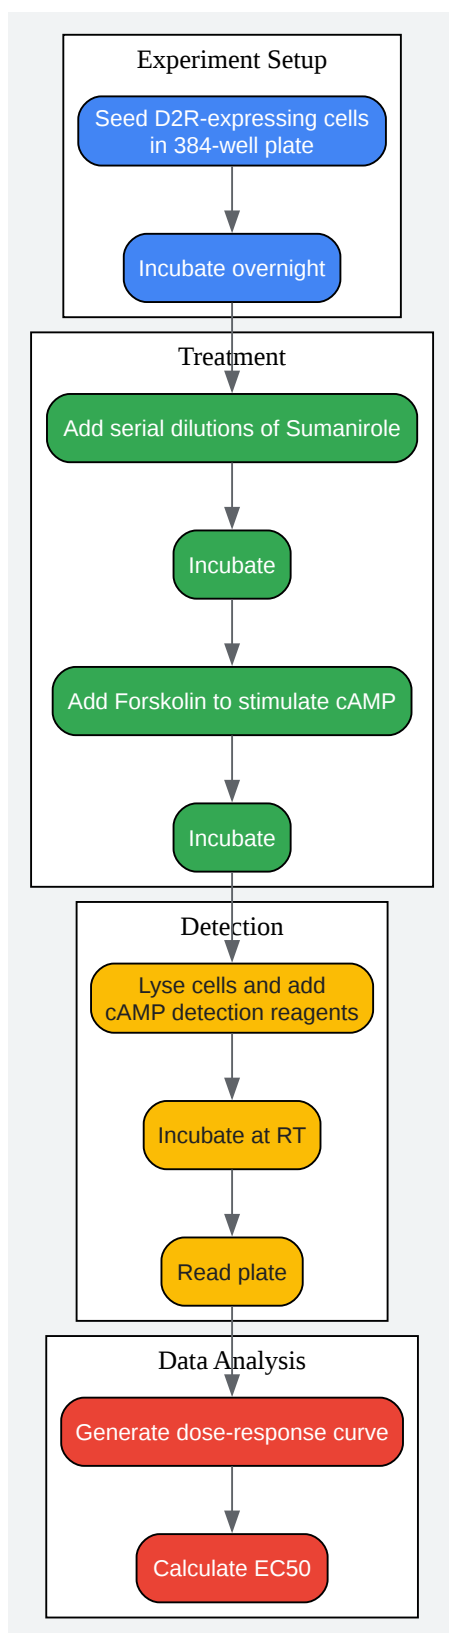 Experiment Setup
Seed D2R-expressing cells
in 384-well plate
Incubate overnight
Treatment
Add serial dilutions of Sumanirole
Incubate
Add Forskolin to stimulate cAMP
Incubate
Detection
Lyse cells and add
cAMP detection reagents
Incubate at RT
Read plate
Data Analysis
Generate dose-response curve
Calculate EC50